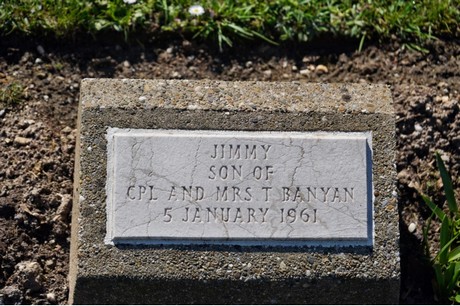 JIMMY
SON OF
CPL AND MRS T BANYAN
5 JANUARY 1961